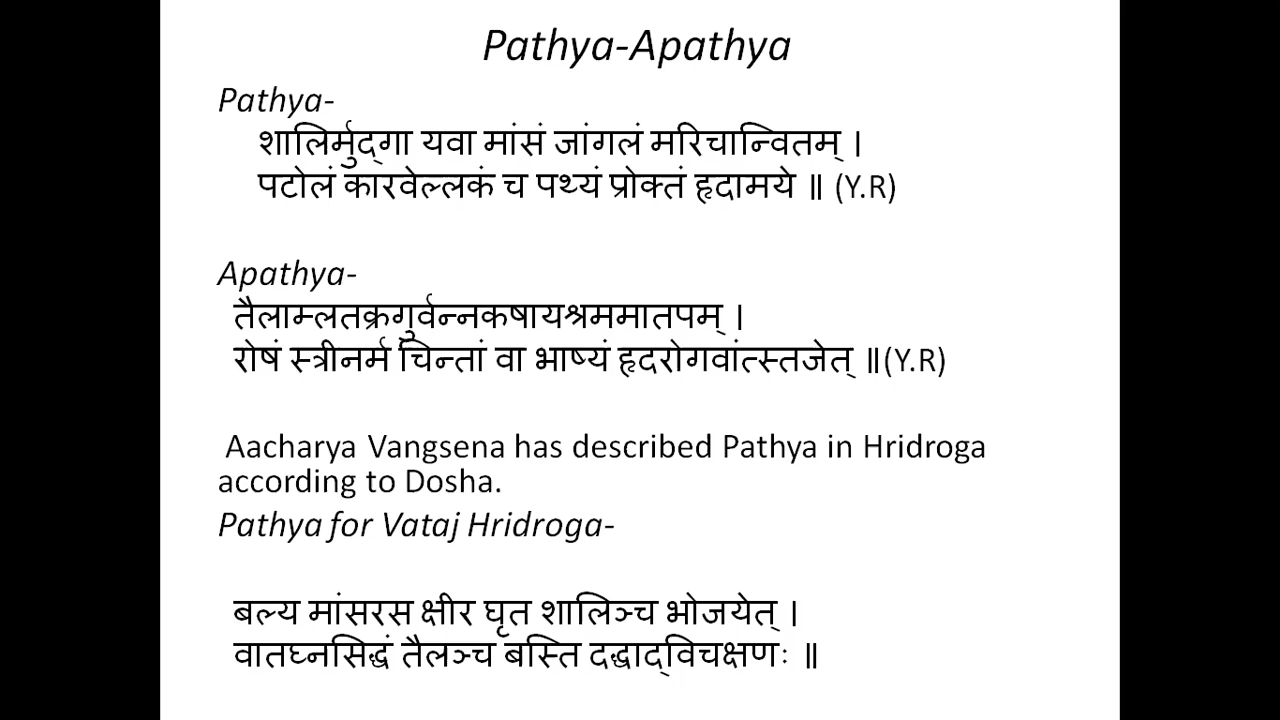 Pathya-Apathya
Pathya-
शालिर्मुद्गा यवा मांसं जांगलं मरिचान्वितम् ।
पटोलं कारवेल्लकं च पथ्यं प्रोक्तं हृदामये ॥ (Y.R)
Apathya-
तैलाम्लतक्रगुर्वन्नकषायश्रममातपम् ।
रोषं स्त्रीनर्म चिन्तां वा भाष्यं हृदरोगवांत्स्तजेत् ॥(Y.R)
Aacharya Vangsena has described Pathya in Hridroga
according to Dosha.
Pathya for Vataj Hridroga-
बल्य मांसरस क्षीर घृत शालिञ्च भोजयेत् ।
वातघ्नसिद्धं तैलञ्च बस्ति दद्धाद्विचक्षणः ॥